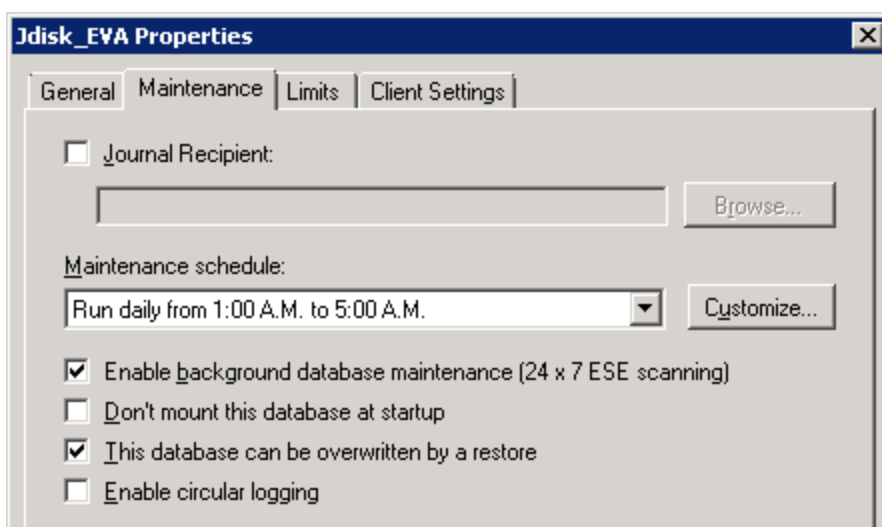 Jdisk_EVA Properties
General Maintenance Limits Client Settings
Journal Recipient:
Browse...
Maintenance schedule:
Run daily from 1:00 A.M. to 5:00 A.M. Customize...
Enable background database maintenance (24 x 7 ESE scanning)
Don't mount this database at startup
This database can be overwritten by a restore
Enable circular logging